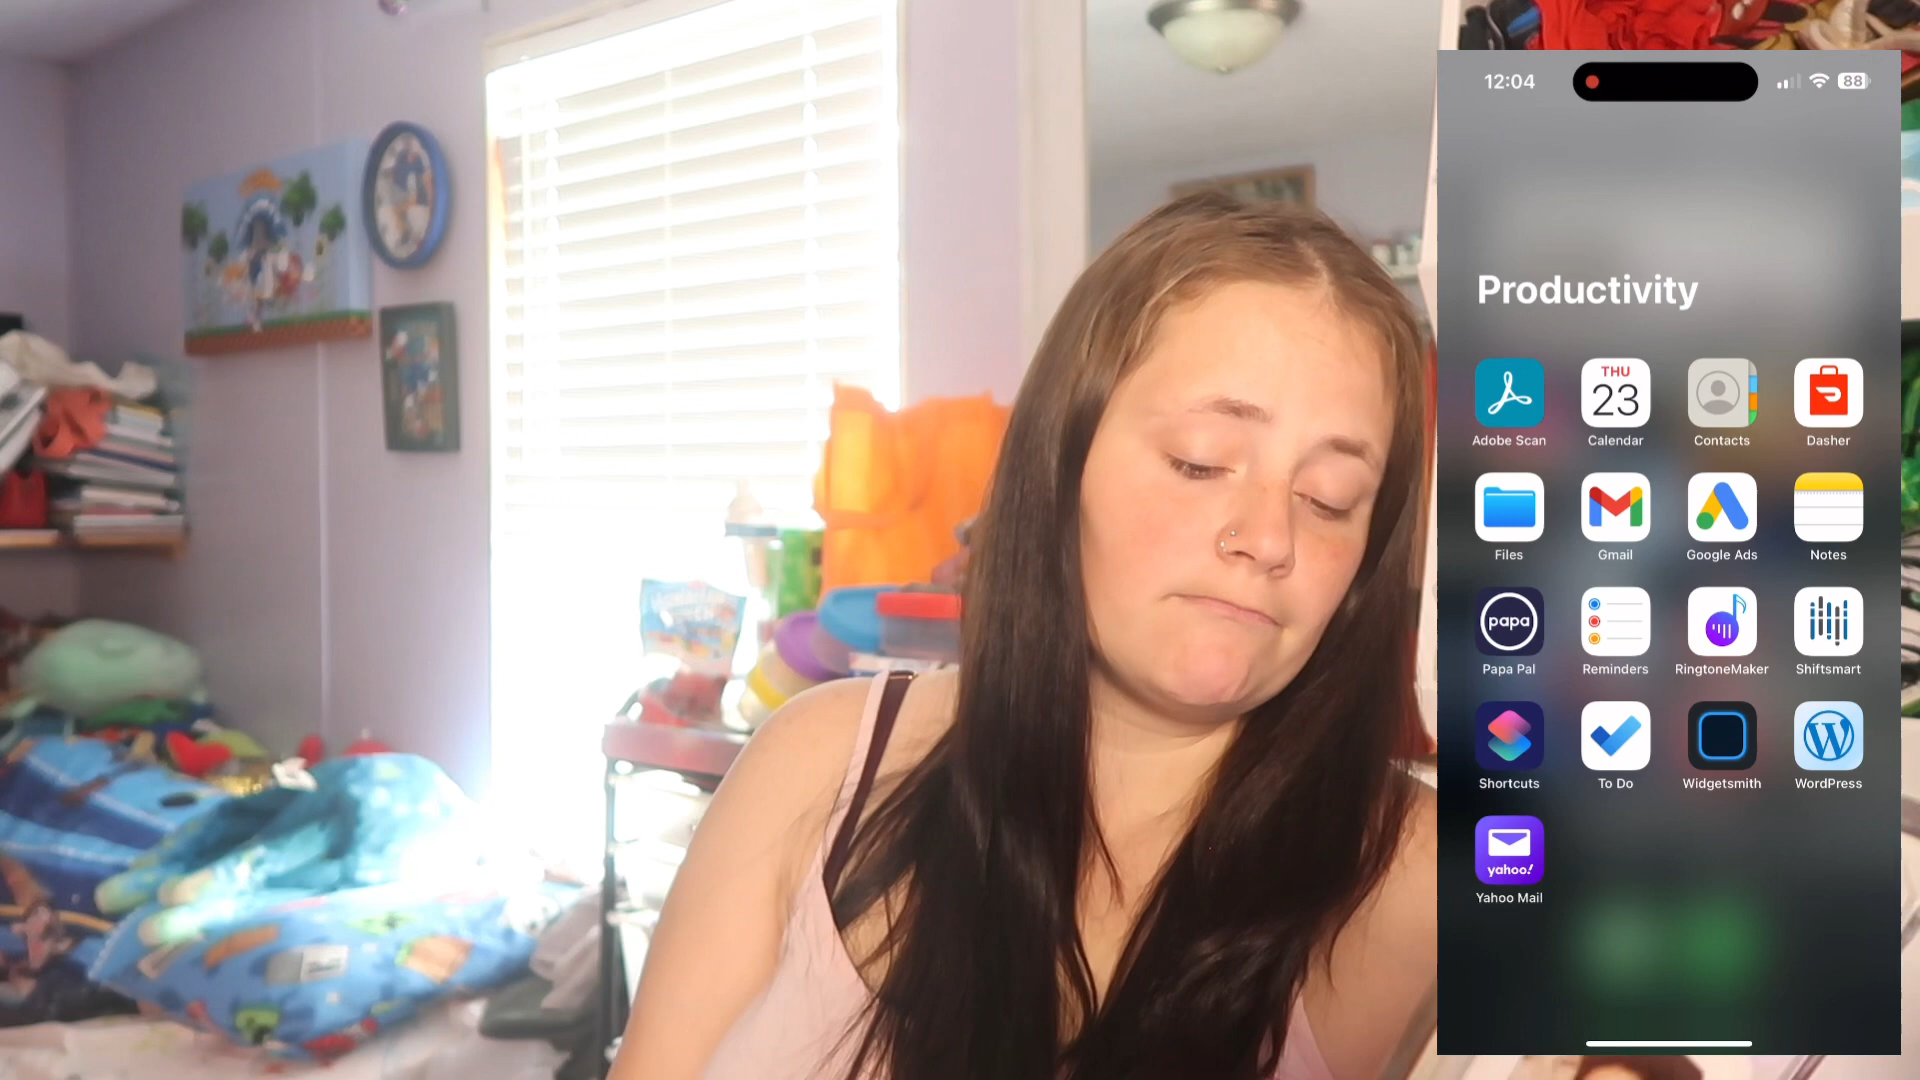 12:04
88
Productivity
THU
23
Adobe Scan
Calendar
Contacts
Dasher
Files
Gmail
Google Ads
Notes
papa
Papa Pal
Reminders
RingtoneMaker
Shiftsmart
Shortcuts
To Do
Widgetsmith
WordPress
yahoo!
Yahoo Mail